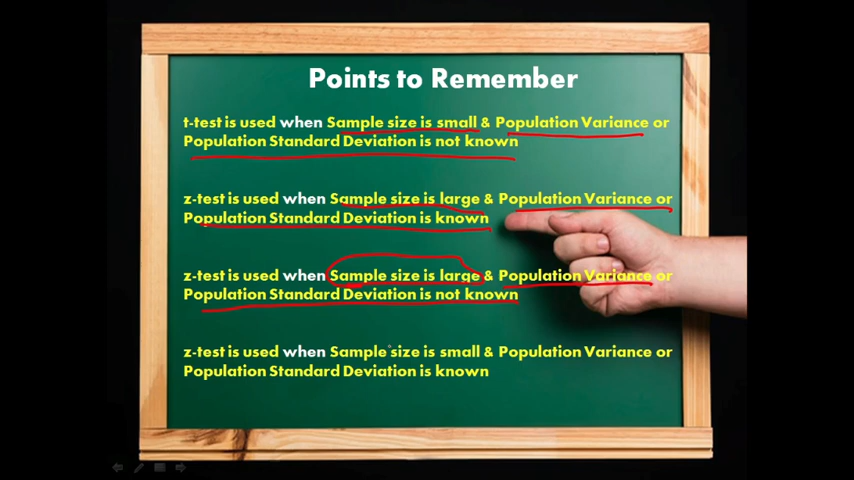 Points to Remember
t-test is used when Sample size is small & Population Variance or
Population Standard Deviation is not known
z-test is used when Sample size is large & Population Variance or
Population Standard Deviation is known
z-test is used when Sample size is large & Population Variance or
Population Standard Deviation is not known
z-test is used when Sample size is small & Population Variance or
Population Standard Deviation is known